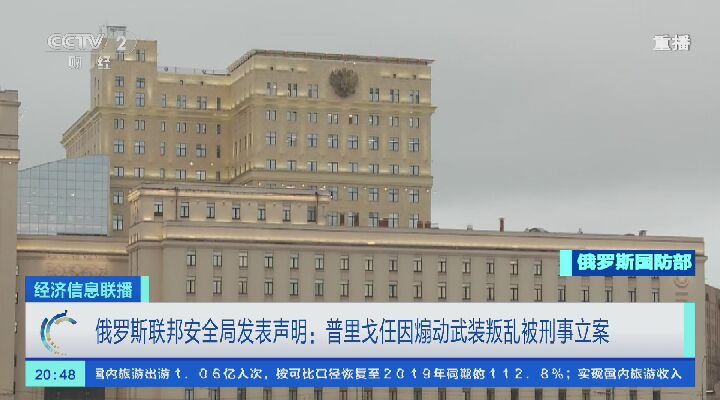 CCTV 2
财经
重播
俄罗斯国防部
经济信息联播
俄罗斯联邦安全局发表声明：普里戈任因煽动武装叛乱被刑事立案
20:48
国内旅游出游1.06亿人次，按可比口径恢复至2019年同期的112.8%；实现国内旅游收入